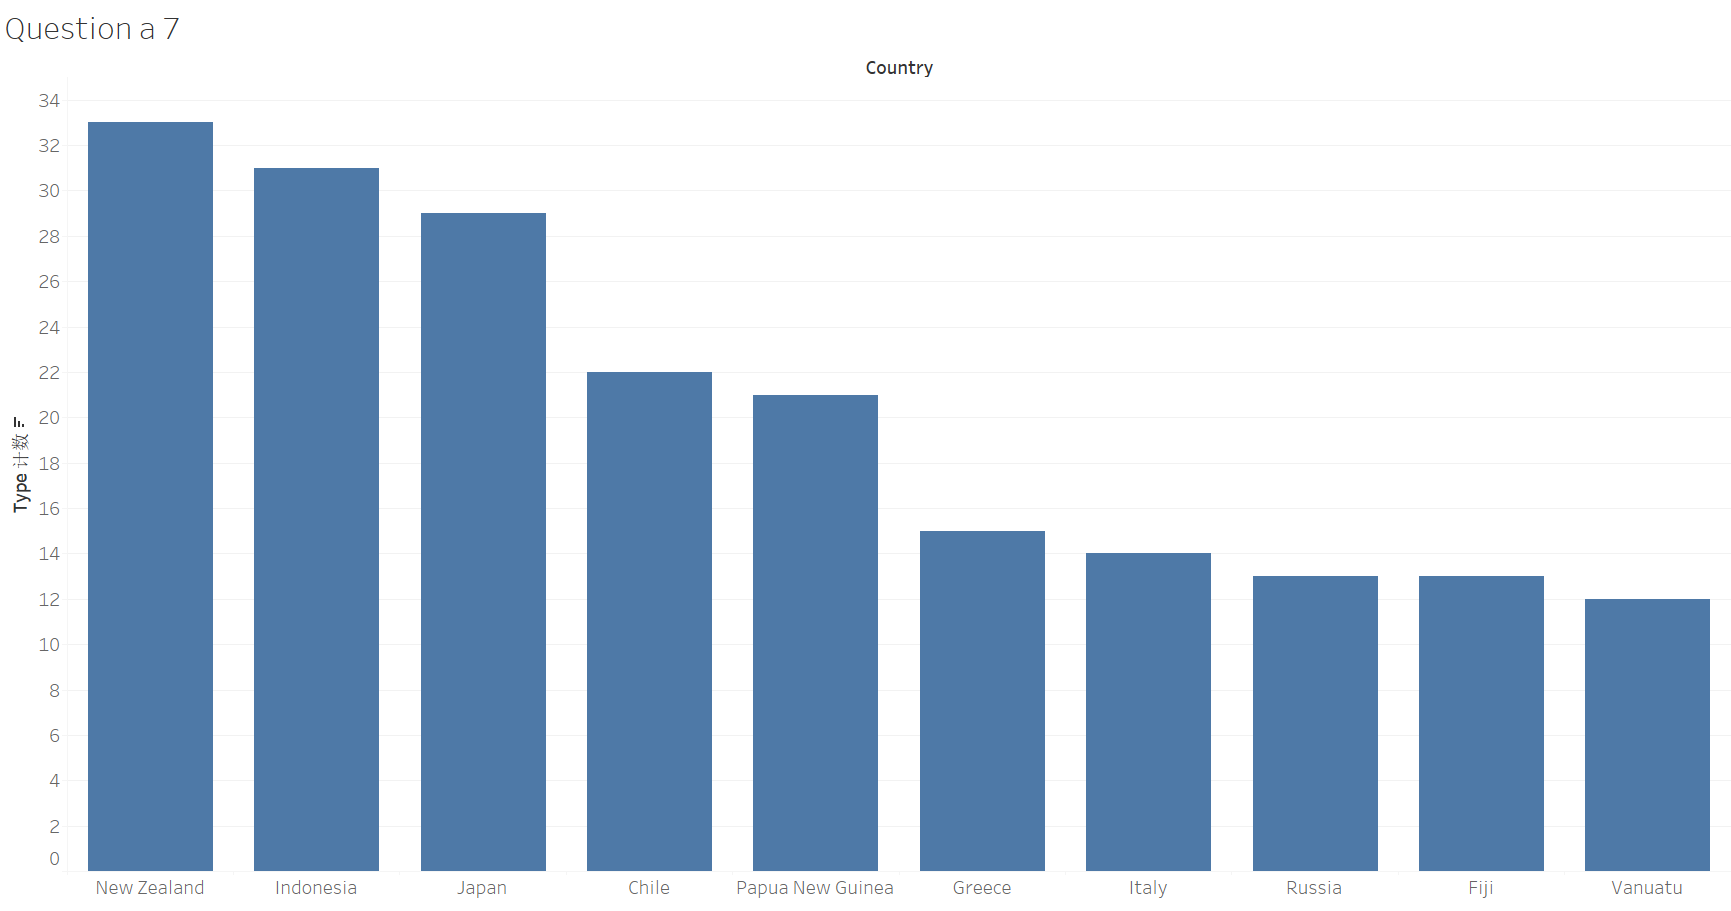 Question a 7
Country
34
32
30
28
26
24
22
20
18
16
14
12
10
8
6
4
2
0
Type 计数
New Zealand
Indonesia
Japan
Chile
Papua New Guinea
Greece
Italy
Russia
Fiji
Vanuatu